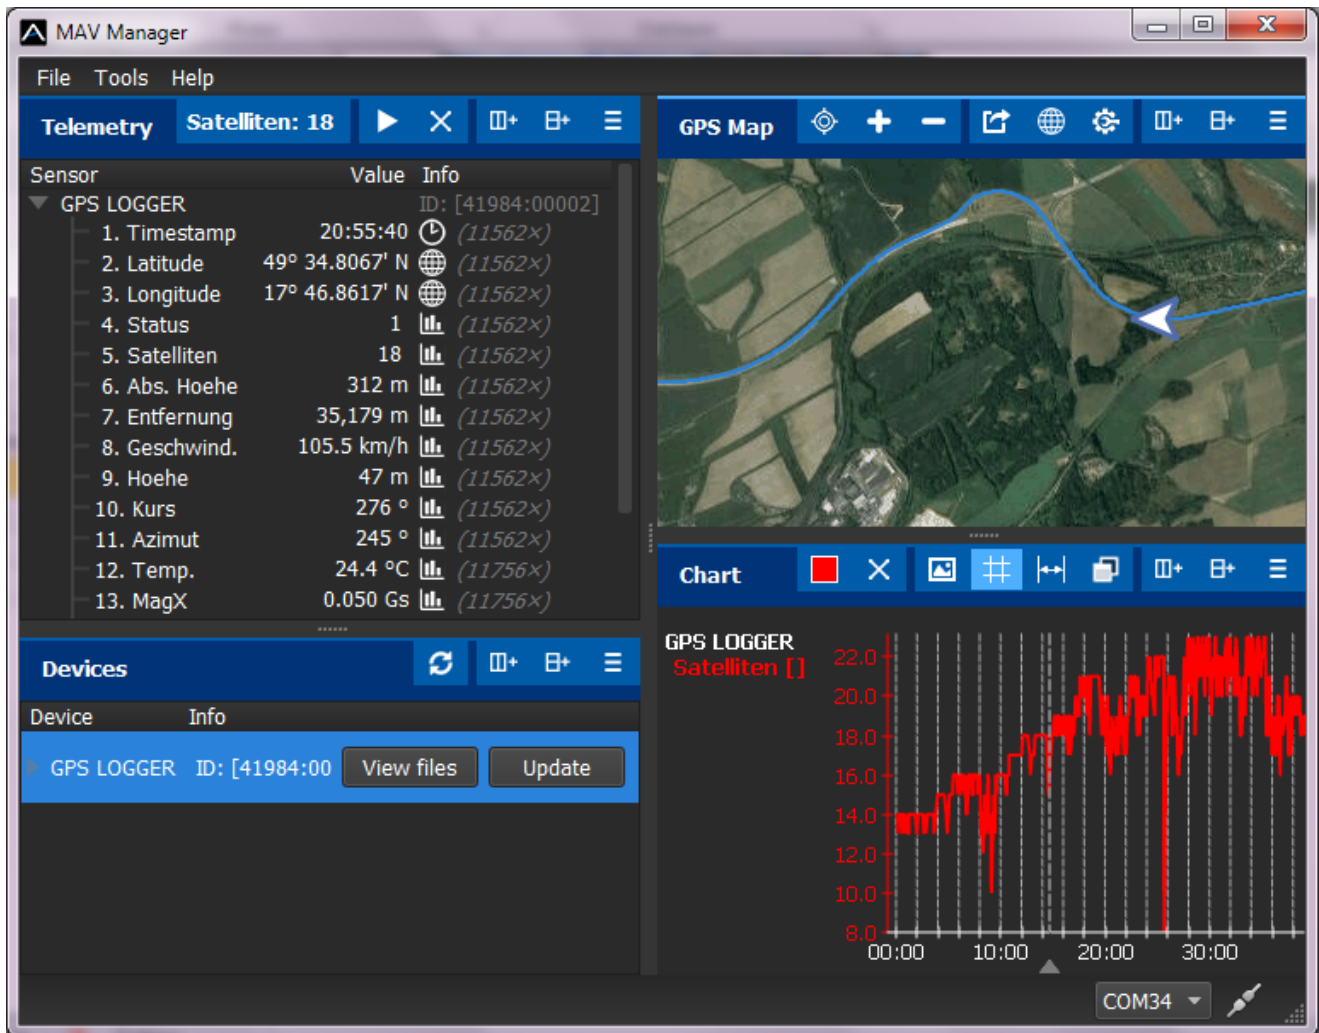 MAV Manager
File Tools Help
Telemetry Satelliten: 18
Sensor Value Info
GPS LOGGER ID: [41984:00002]
1. Timestamp 20:55:40 (11562×)
2. Latitude 49° 34.8067' N (11562×)
3. Longitude 17° 46.8617' N (11562×)
4. Status 1 (11562×)
5. Satelliten 18 (11562×)
6. Abs. Hoehe 312 m (11562×)
7. Entfernung 35,179 m (11562×)
8. Geschwind. 105.5 km/h (11562×)
9. Hoehe 47 m (11562×)
10. Kurs 276 ° (11562×)
11. Azimut 245 ° (11562×)
12. Temp. 24.4 °C (11756×)
13. MagX 0.050 Gs (11756×)
Devices
Device Info
GPS LOGGER ID: [41984:00 View files Update
GPS Map
Chart
GPS LOGGER
Satelliten []
22.0
20.0
18.0
16.0
14.0
12.0
10.0
8.0
00:00 10:00 20:00 30:00
COM34